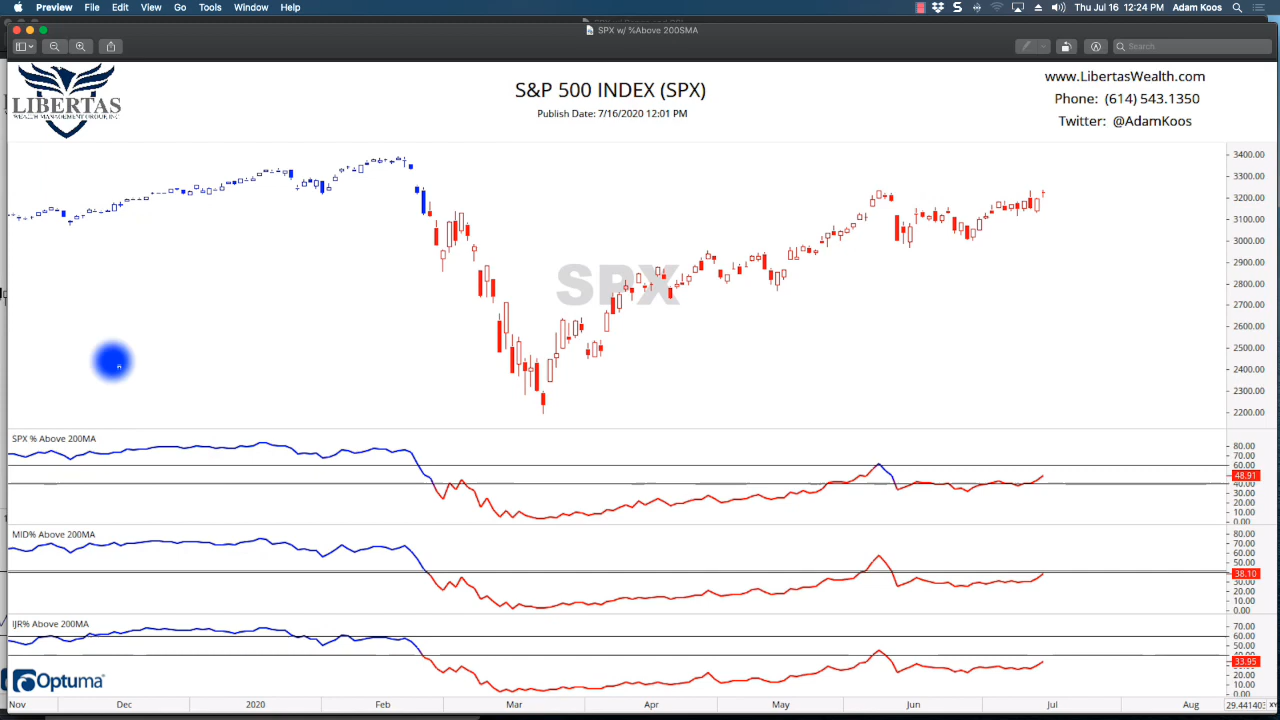 Preview File Edit View Go Tools Window Help
Thu Jul 16 12:24 PM Adam Koos
SPX w/ %Above 200SMA
Search
LIBERTAS
WEALTH MANAGEMENT GROUP, INC
S&P 500 INDEX (SPX)
Publish Date: 7/16/2020 12:01 PM
www.LibertasWealth.com
Phone: (614) 543.1350
Twitter: @AdamKoos
SPX
3400.00
3300.00
3200.00
3100.00
3000.00
2900.00
2800.00
2700.00
2600.00
2500.00
2400.00
2300.00
2200.00
SPX % Above 200MA
80.00
70.00
60.00
48.91
40.00
30.00
20.00
10.00
0.00
MID% Above 200MA
80.00
70.00
60.00
50.00
38.10
30.00
20.00
10.00
0.00
IJR% Above 200MA
70.00
60.00
50.00
40.00
33.95
20.00
10.00
0.00
Optuma
Nov Dec 2020 Feb Mar Apr May Jun Jul Aug
29.441403